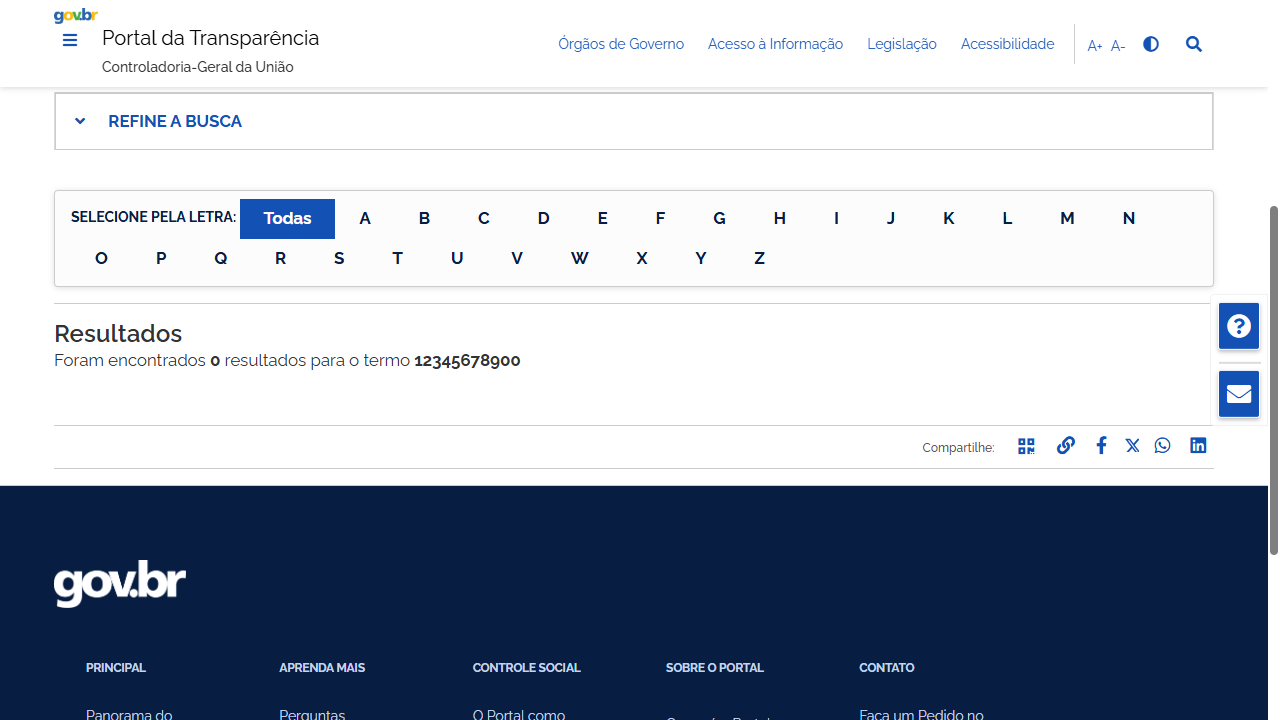 gov.br
Portal da Transparência
Controladoria-Geral da União
Órgãos de Governo Acesso à Informação Legislação Acessibilidade A+ A-
REFINE A BUSCA
SELECIONE PELA LETRA: Todas A B C D E F G H I J K L M N
O P Q R S T U V W X Y Z
Resultados
Foram encontrados 0 resultados para o termo 12345678900
Compartilhe:
gov.br
PRINCIPAL APRENDA MAIS CONTROLE SOCIAL SOBRE O PORTAL CONTATO
Panorama do Perguntas O Portal como Faça um Pedido no